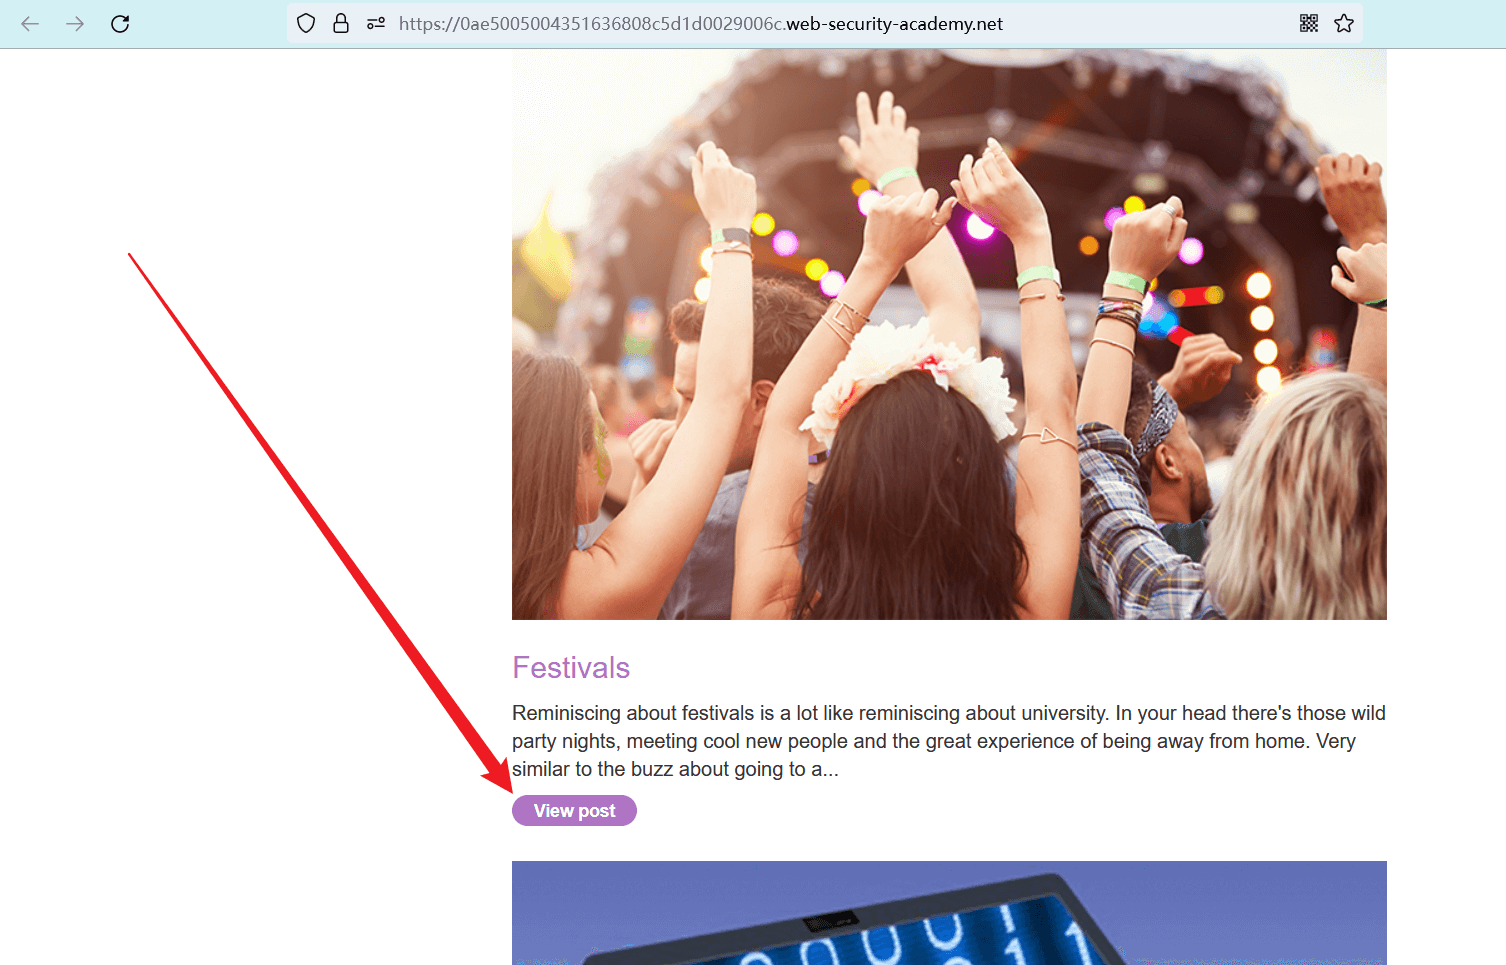 https://0ae5005004351636808c5d1d0029006c.web-security-academy.net
Festivals
Reminiscing about festivals is a lot like reminiscing about university. In your head there's those wild
party nights, meeting cool new people and the great experience of being away from home. Very
similar to the buzz about going to a...
View post